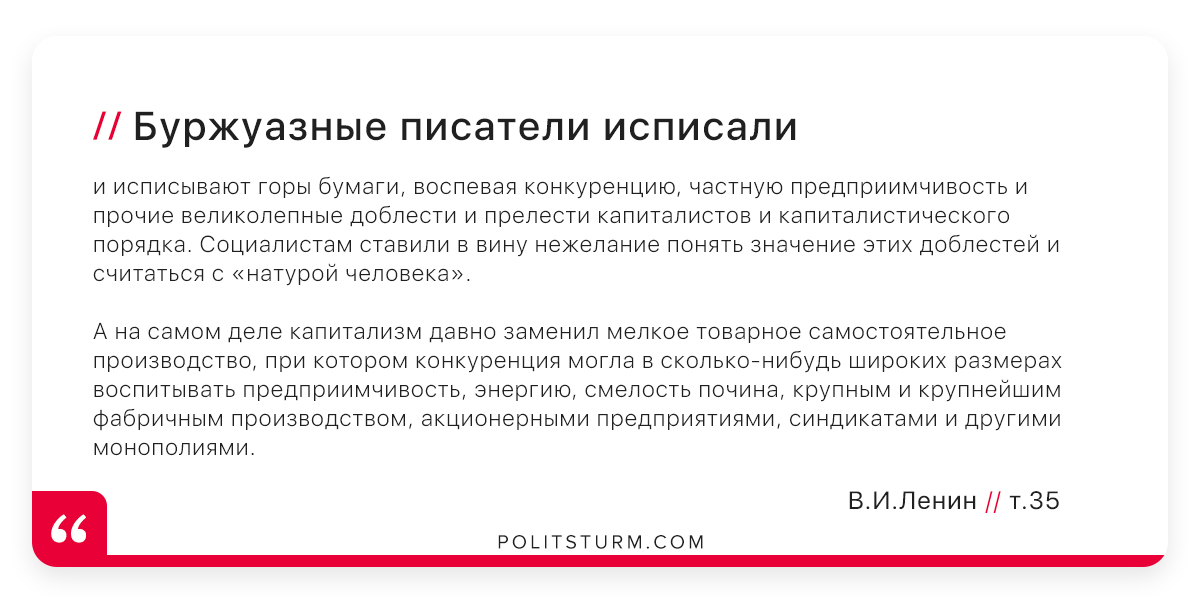 // Буржуазные писатели исписали
и исписывают горы бумаги, воспевая конкуренцию, частную предприимчивость и
прочие великолепные доблести и прелести капиталистов и капиталистического
порядка. Социалистам ставили в вину нежелание понять значение этих доблестей и
считаться с «натурой человека».
А на самом деле капитализм давно заменил мелкое товарное самостоятельное
производство, при котором конкуренция могла в сколько-нибудь широких размерах
воспитывать предприимчивость, энергию, смелость почина, крупным и крупнейшим
фабричным производством, акционерными предприятиями, синдикатами и другими
монополиями.
В.И.Ленин // т.35
POLITSTURM.COM